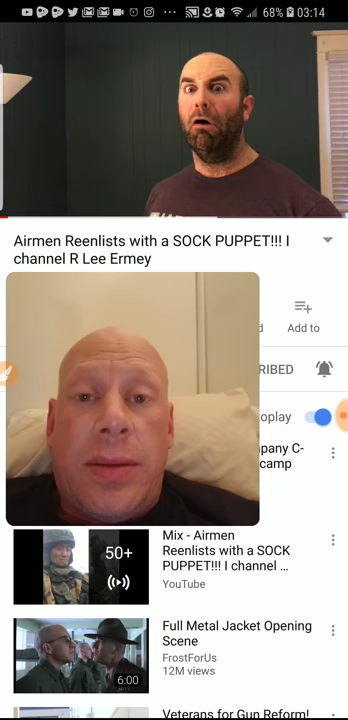 68% 03:14
Airmen Reenlists with a SOCK PUPPET!!! I
channel R Lee Ermey
d Add to
RIBED
oplay
pany C-
camp
50+
Mix - Airmen
Reenlists with a SOCK
PUPPET!!! I channel ...
YouTube
Full Metal Jacket Opening
Scene
FrostForUs
12M views
6:00
Veterans for Gun Reform!